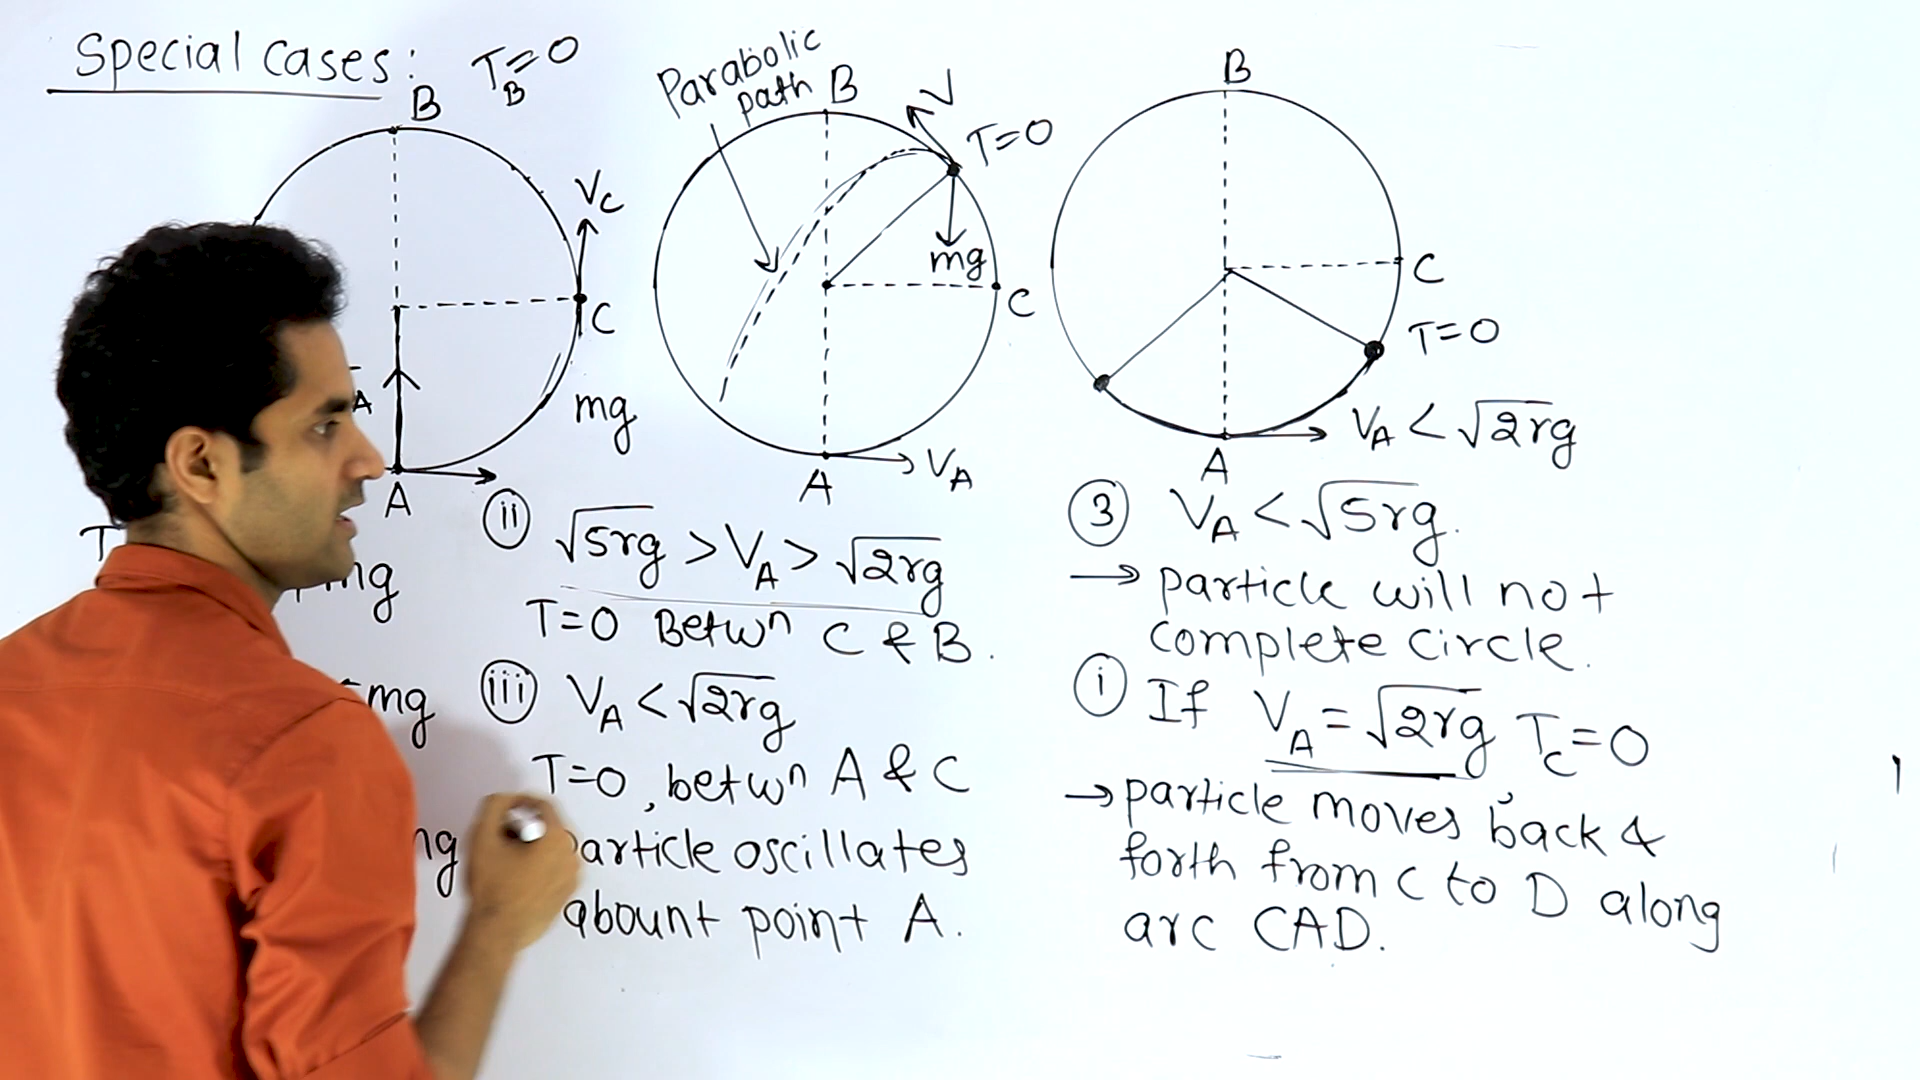 Special cases:
T_B = 0
B
V_C
C
A
mg
A
T
mg
mg
Parabolic
path
B
V
T=0
mg
C
A
V_A
B
C
T=0
V_A < √2rg
A
(ii) √5rg > V_A > √2rg
T=0 Betwn C & B.
(iii) V_A < √2rg
T=0, betwn A & C
particle oscillates
abount point A.
(3) V_A < √5rg.
→ particle will not
complete circle.
(i) If V_A = √2rg T_C = 0
→ particle moves back &
forth from C to D along
arc CAD.